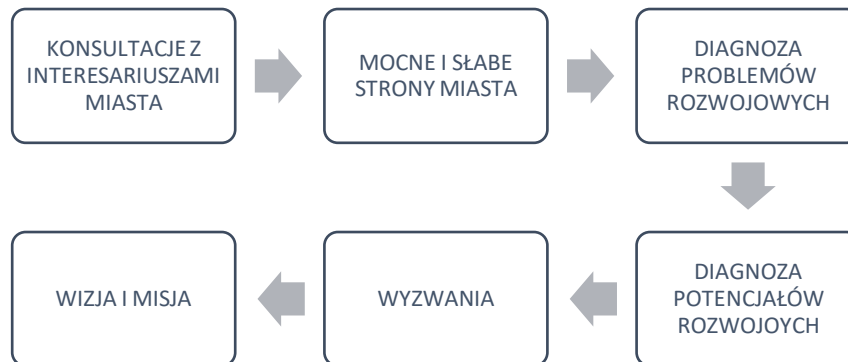 KONSULTACJE Z
INTERESARIUSZAMI
MIASTA
MOCNE I SŁABE
STRONY MIASTA
DIAGNOZA
PROBLEMÓW
ROZWOJOWYCH
DIAGNOZA
POTENCJAŁÓW
ROZWOJOYCH
WYZWANIA
WIZJA I MISJA